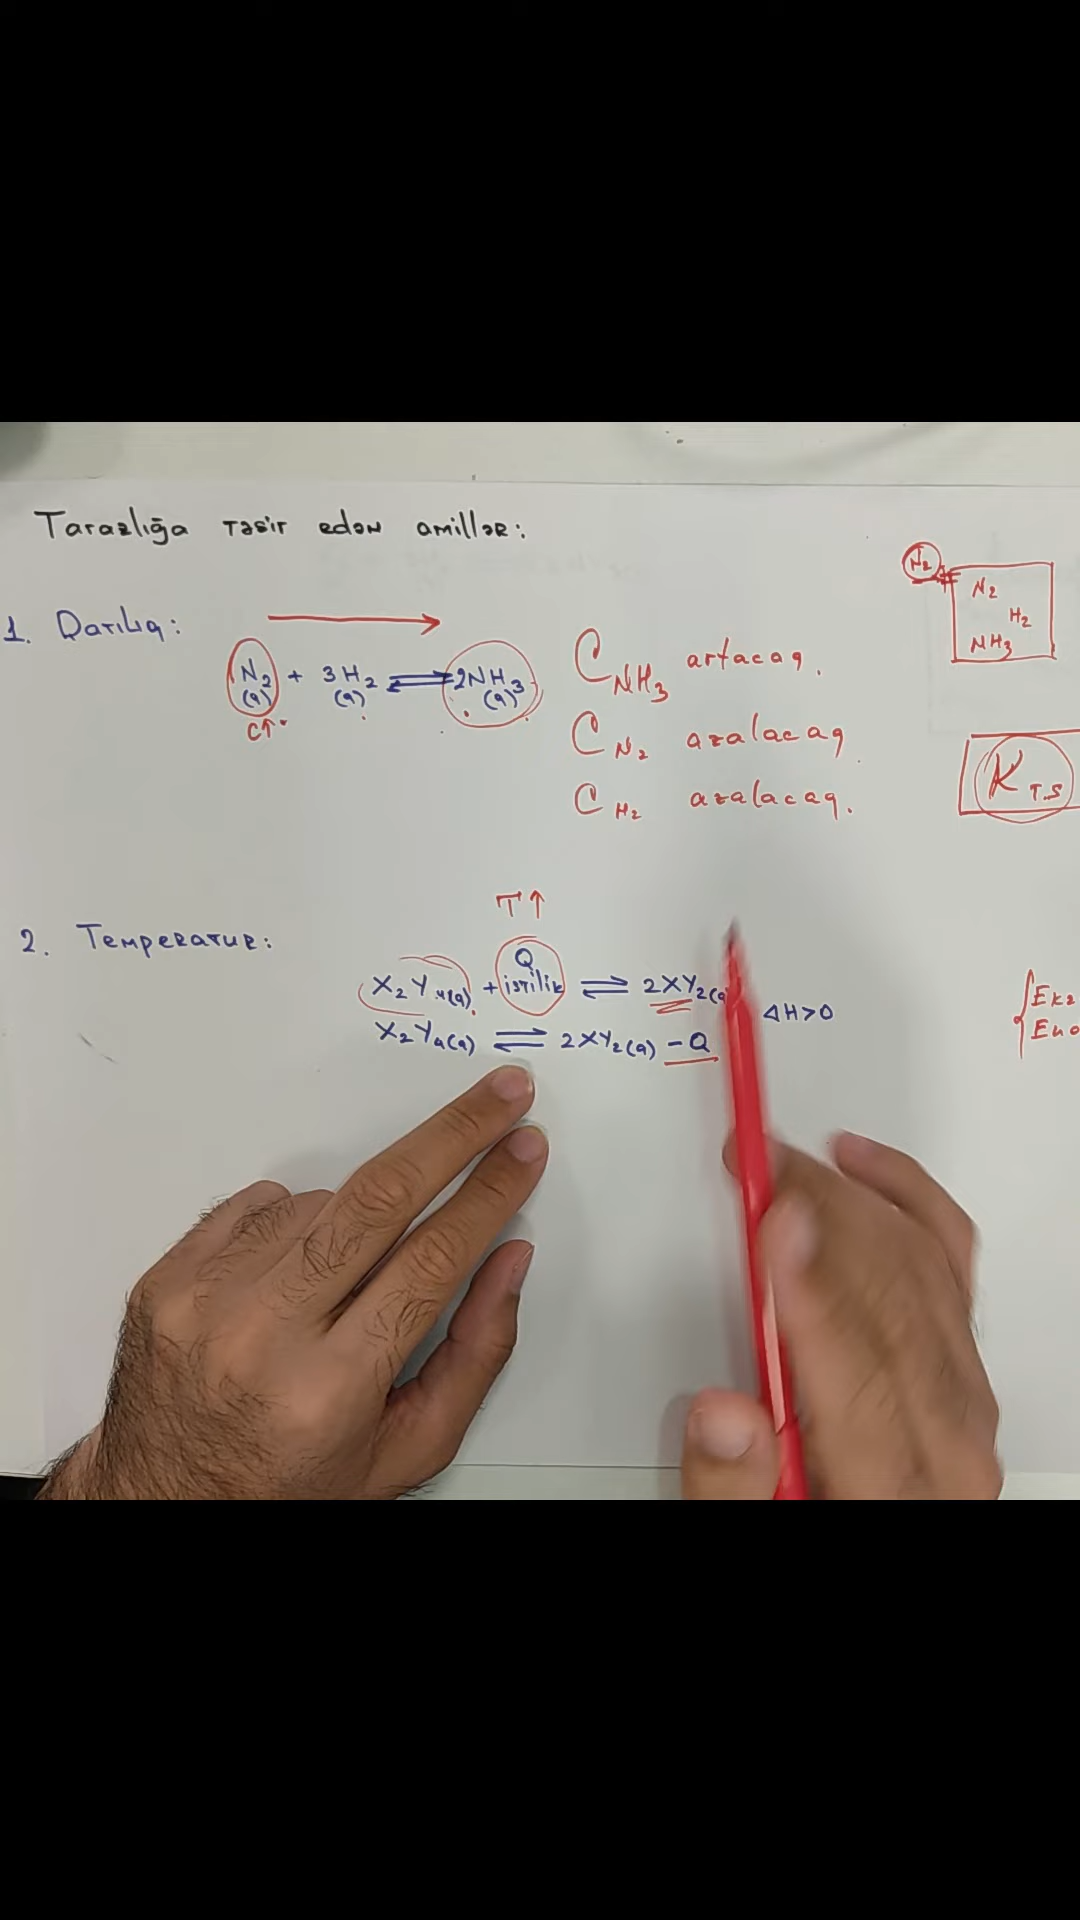 Tarazlığa təsir edən amillər:
N₂
N₂
H₂
NH₃
1. Qatılıq:
N₂ + 3H₂ ⇌ 2NH₃
(q) (q) (q)
C↑
C NH₃ artacaq.
C N₂ azalacaq
C H₂ azalacaq.
K T.S
T↑
2. Temperatur:
Q
X₂Y₄(q) + istilik ⇌ 2XY₂(q ΔH>0
X₂Y₄(q) ⇌ 2XY₂(q) – Q